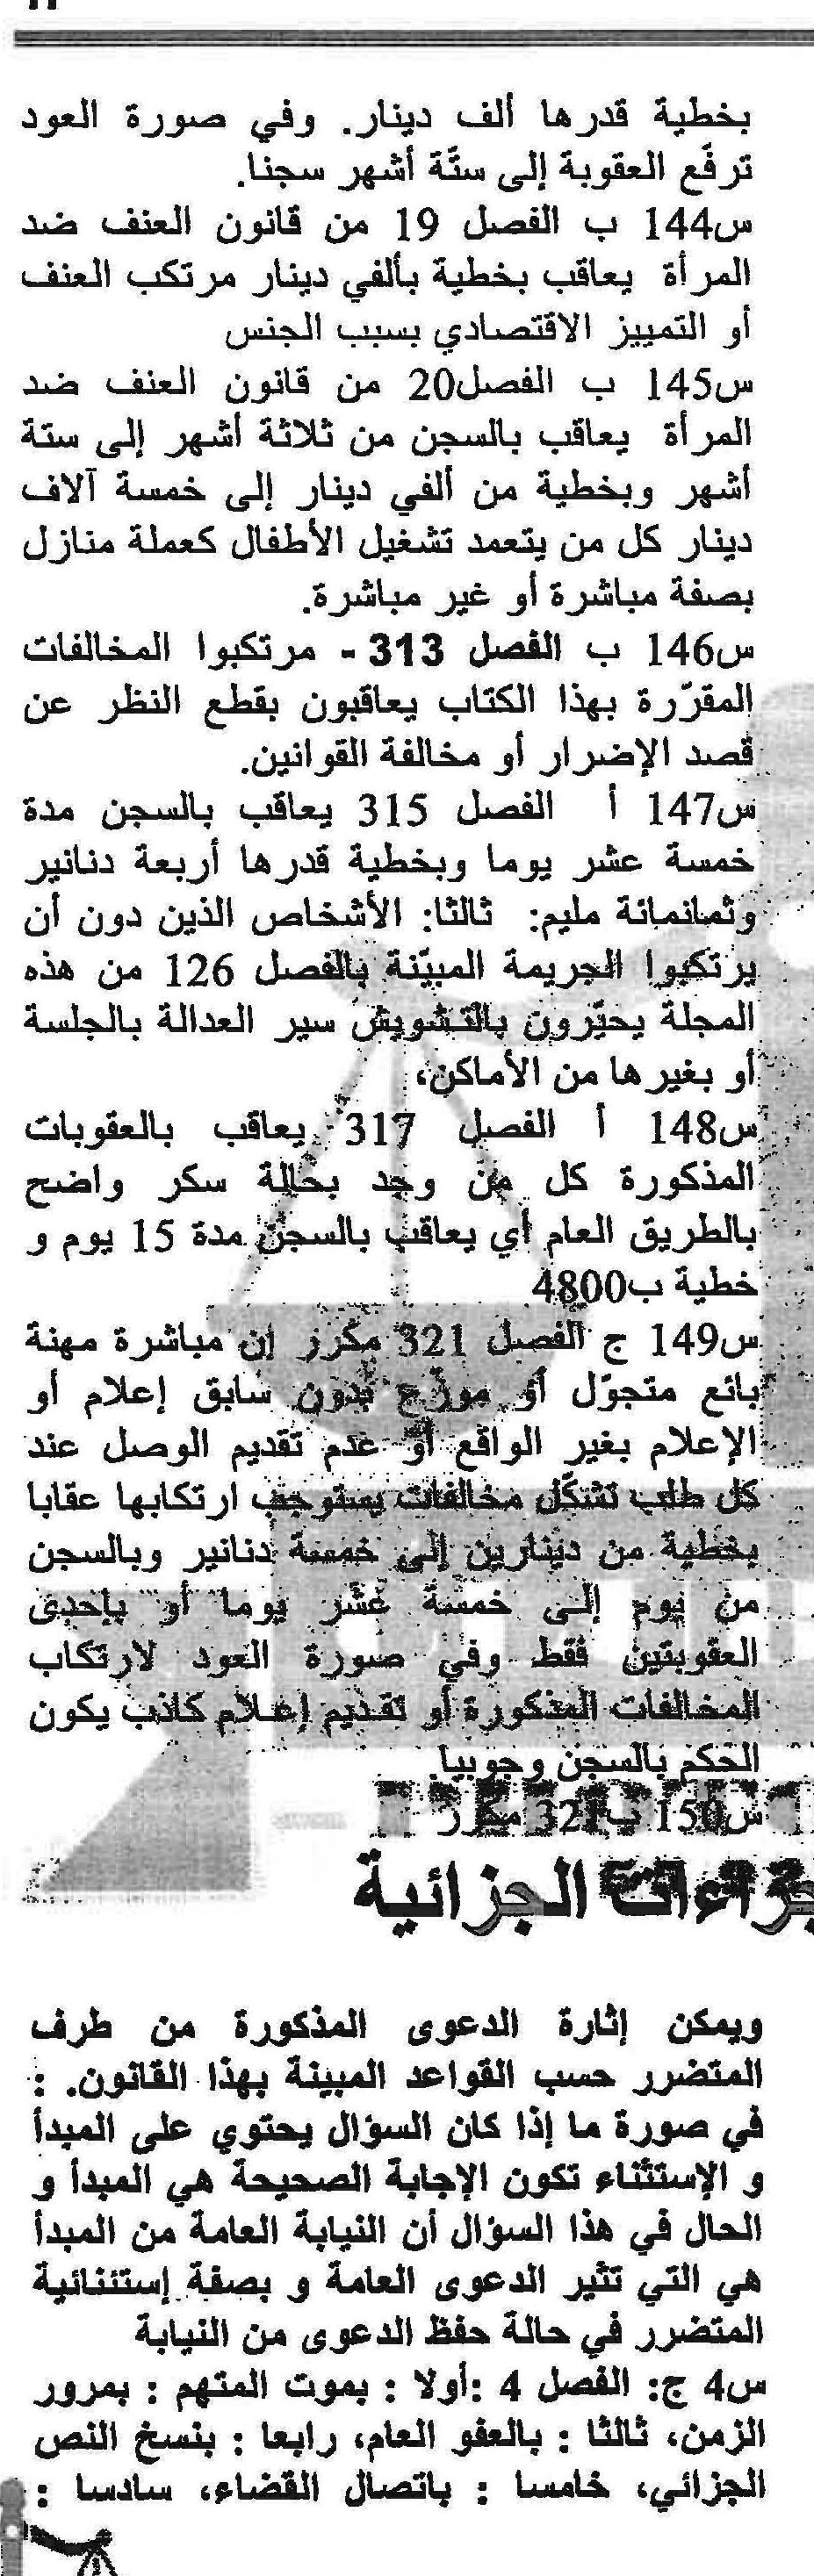 بخطية قدرها ألف دينار. وفي صورة العود
ترفّع العقوبة إلى ستّة أشهر سجنا.
س144 ب الفصل 19 من قانون العنف ضد
المرأة يعاقب بخطية بألفي دينار مرتكب العنف
أو التمييز الاقتصادي بسبب الجنس
س145 ب الفصل20 من قانون العنف ضد
المرأة يعاقب بالسجن من ثلاثة أشهر إلى ستة
أشهر وبخطية من ألفي دينار إلى خمسة آلاف
دينار كل من يتعمد تشغيل الأطفال كعملة منازل
بصفة مباشرة أو غير مباشرة.
س146 ب الفصل 313 - مرتكبوا المخالفات
المقرّرة بهذا الكتاب يعاقبون بقطع النظر عن
قصد الإضرار أو مخالفة القوانين.
س147 أ الفصل 315 يعاقب بالسجن مدة
خمسة عشر يوما وبخطية قدرها أربعة دنانير
وثمانمائة مليم: ثالثا: الأشخاص الذين دون أن
يرتكبوا الجريمة المبيّنة بالفصل 126 من هذه
المجلة يحيّرون بالتشويش سير العدالة بالجلسة
أو بغيرها من الأماكن،
س148 أ الفصل 317 يعاقب بالعقوبات
المذكورة كل من وجد بحالة سكر واضح
بالطريق العام أي يعاقب بالسجن مدة 15 يوم و
خطية ب4800
س149 ج الفصل 321 مكرر إن مباشرة مهنة
بائع متجوّل أو موزّع بدون سابق إعلام أو
الإعلام بغير الواقع أو عدم تقديم الوصل عند
كل طلب تشكّل مخالفات يستوجب ارتكابها عقابا
بخطية من دينارين إلى خمسة دنانير وبالسجن
من يوم إلى خمسة عشر يوما أو بإحدى
العقوبتين فقط وفي صورة العود لارتكاب
المخالفات المذكورة أو تقديم إعلام كاذب يكون
الحكم بالسجن وجوبيا.
س150 ب321 مكرر
جراءات الجزائية
ويمكن إثارة الدعوى المذكورة من طرف
المتضرر حسب القواعد المبينة بهذا القانون. :
في صورة ما إذا كان السؤال يحتوي على المبدأ
و الإستثناء تكون الإجابة الصحيحة هي المبدأ و
الحال في هذا السؤال أن النيابة العامة من المبدأ
هي التي تثير الدعوى العامة و بصفة إستئنائية
المتضرر في حالة حفظ الدعوى من النيابة
س4 ج: الفصل 4 :أولا : بموت المتهم : بمرور
الزمن، ثالثا : بالعفو العام، رابعا : بنسخ النص
الجزائي، خامسا : باتصال القضاء، سادسا :